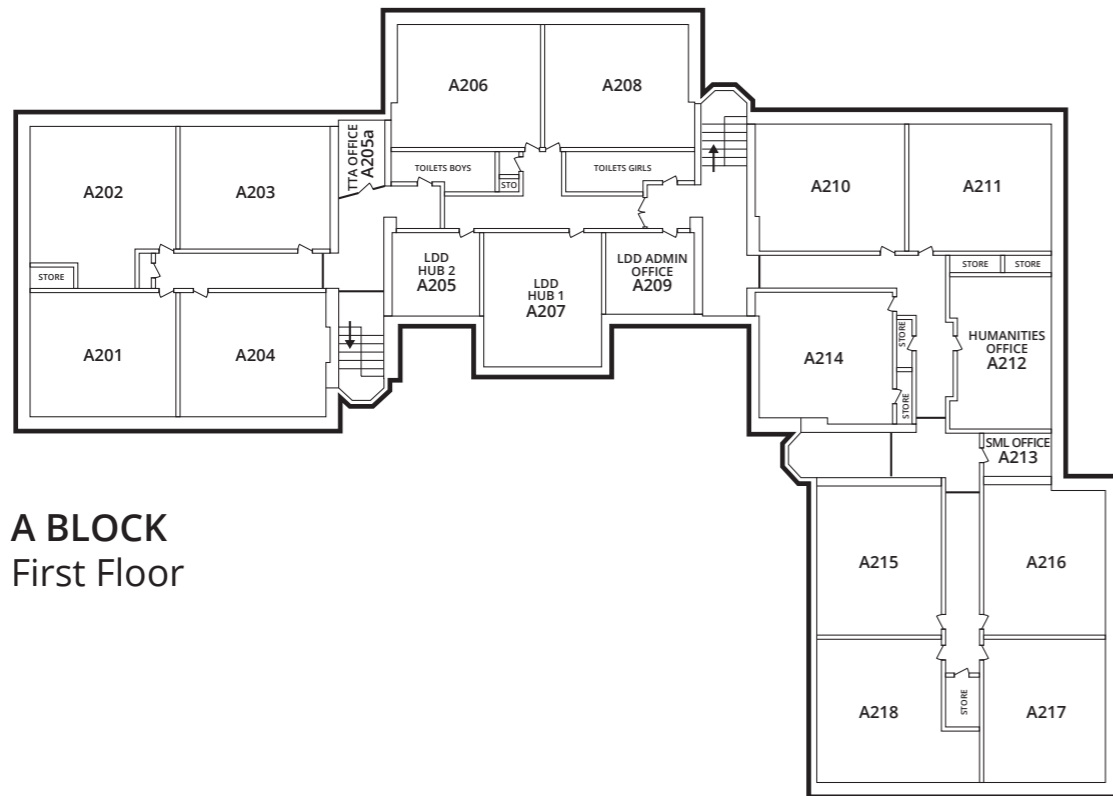 A206
A208
TTA OFFICE
A205a
TOILETS BOYS
STO
TOILETS GIRLS
A202
A203
A210
A211
STORE
LDD
HUB 2
A205
LDD
HUB 1
A207
LDD ADMIN
OFFICE
A209
STORE
STORE
A201
A204
A214
STORE
STORE
HUMANITIES
OFFICE
A212
SML OFFICE
A213
A BLOCK
First Floor
A215
A216
A218
STORE
A217